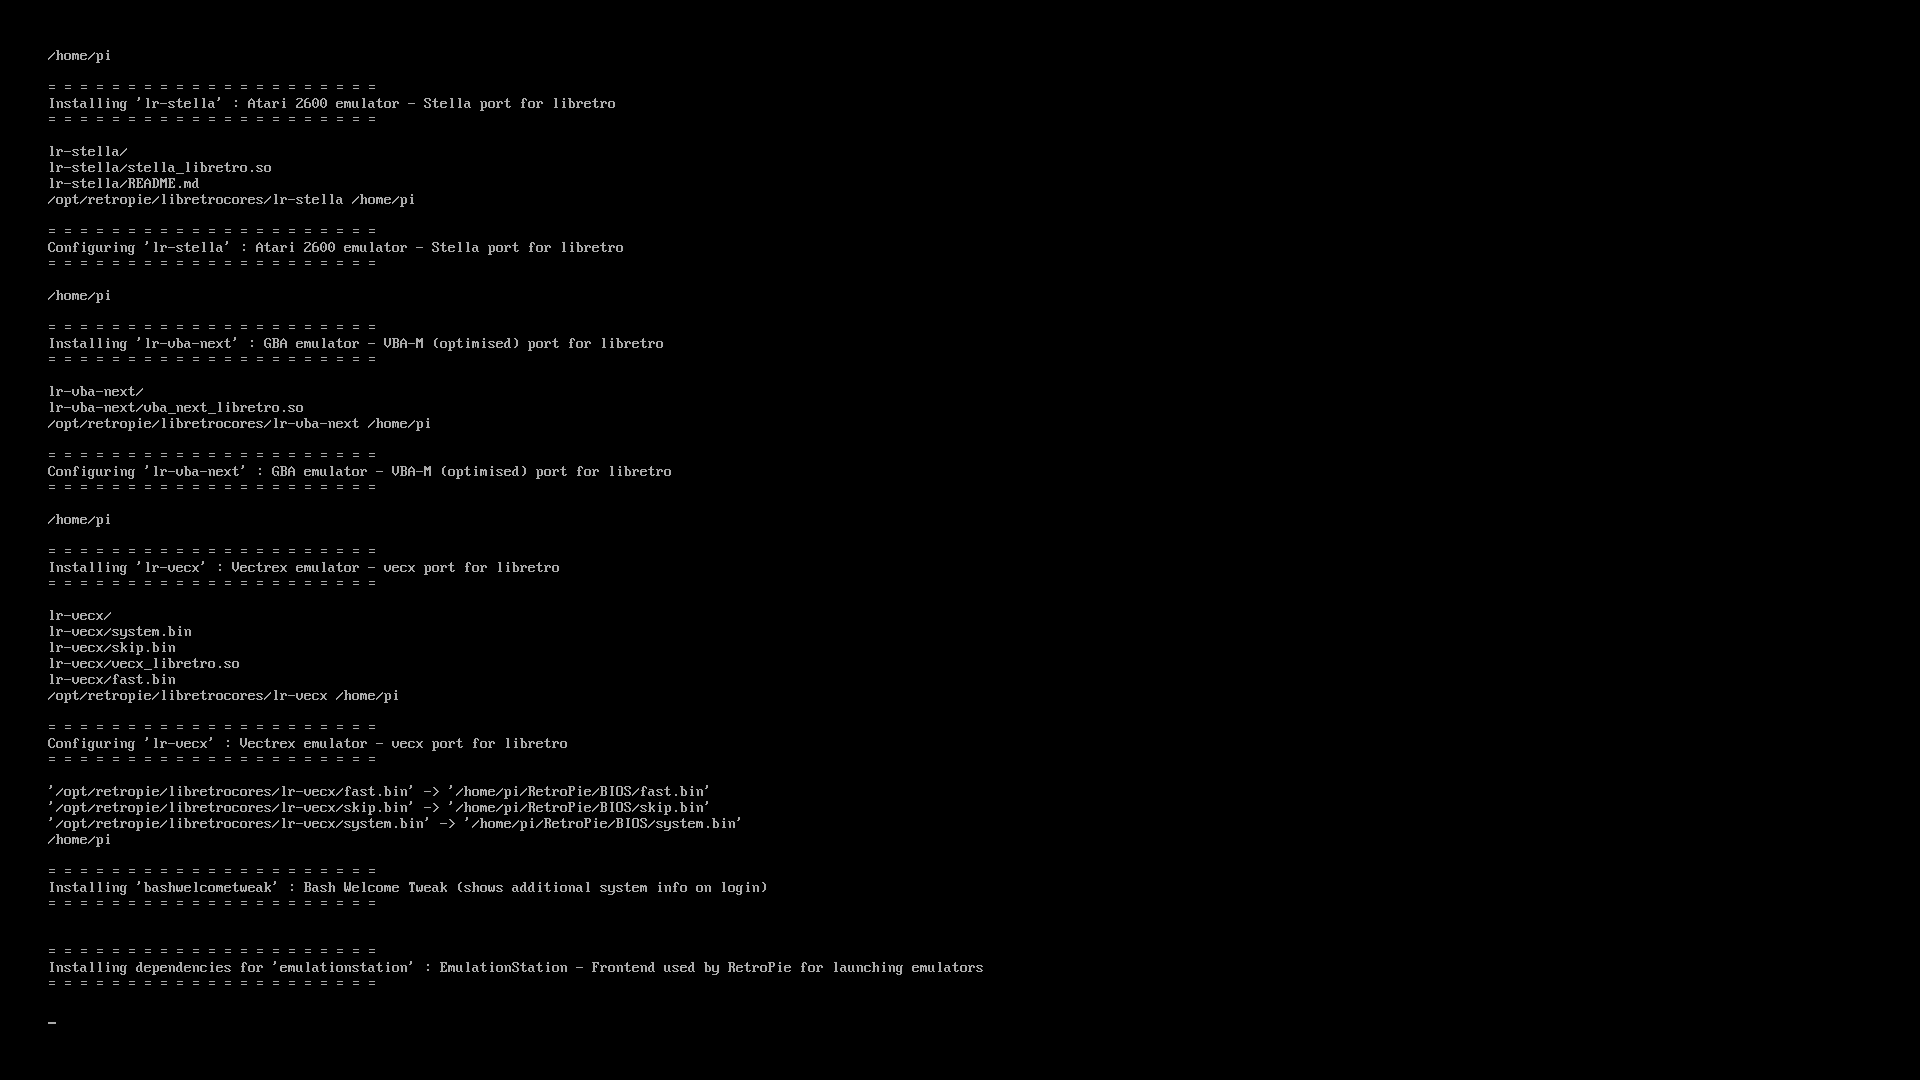 /home/pi
= = = = = = = = = = = = = = = = = = = = =
Installing 'lr-stella' : Atari 2600 emulator - Stella port for libretro
= = = = = = = = = = = = = = = = = = = = =
lr-stella/
lr-stella/stella_libretro.so
lr-stella/README.md
/opt/retropie/libretrocores/lr-stella /home/pi
= = = = = = = = = = = = = = = = = = = = =
Configuring 'lr-stella' : Atari 2600 emulator - Stella port for libretro
= = = = = = = = = = = = = = = = = = = = =
/home/pi
= = = = = = = = = = = = = = = = = = = = =
Installing 'lr-vba-next' : GBA emulator - VBA-M (optimised) port for libretro
= = = = = = = = = = = = = = = = = = = = =
lr-vba-next/
lr-vba-next/vba_next_libretro.so
/opt/retropie/libretrocores/lr-vba-next /home/pi
= = = = = = = = = = = = = = = = = = = = =
Configuring 'lr-vba-next' : GBA emulator - VBA-M (optimised) port for libretro
= = = = = = = = = = = = = = = = = = = = =
/home/pi
= = = = = = = = = = = = = = = = = = = = =
Installing 'lr-vecx' : Vectrex emulator - vecx port for libretro
= = = = = = = = = = = = = = = = = = = = =
lr-vecx/
lr-vecx/system.bin
lr-vecx/skip.bin
lr-vecx/vecx_libretro.so
lr-vecx/fast.bin
/opt/retropie/libretrocores/lr-vecx /home/pi
= = = = = = = = = = = = = = = = = = = = =
Configuring 'lr-vecx' : Vectrex emulator - vecx port for libretro
= = = = = = = = = = = = = = = = = = = = =
'/opt/retropie/libretrocores/lr-vecx/fast.bin' -> '/home/pi/RetroPie/BIOS/fast.bin'
'/opt/retropie/libretrocores/lr-vecx/skip.bin' -> '/home/pi/RetroPie/BIOS/skip.bin'
'/opt/retropie/libretrocores/lr-vecx/system.bin' -> '/home/pi/RetroPie/BIOS/system.bin'
/home/pi
= = = = = = = = = = = = = = = = = = = = =
Installing 'bashwelcometweak' : Bash Welcome Tweak (shows additional system info on login)
= = = = = = = = = = = = = = = = = = = = =
= = = = = = = = = = = = = = = = = = = = =
Installing dependencies for 'emulationstation' : EmulationStation - Frontend used by RetroPie for launching emulators
= = = = = = = = = = = = = = = = = = = = =
_